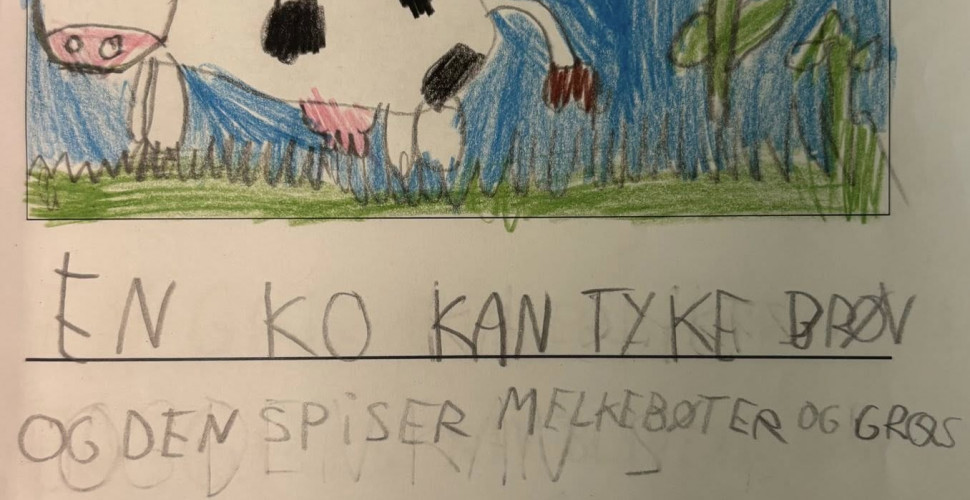 EN KO KAN TYKE BRØV
OG DEN SPISER MELKEBØTER OG GRØS